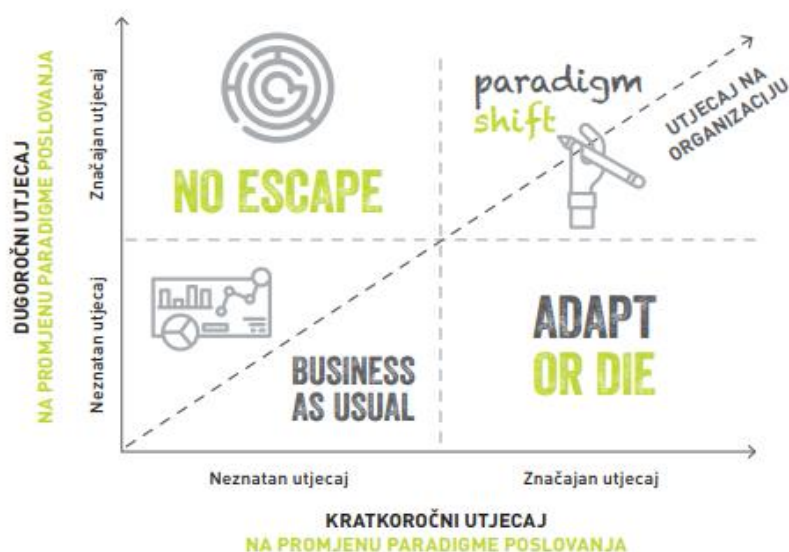 DUGOROČNI UTJECAJ
NA PROMJENU PARADIGME POSLOVANJA
Značajan utjecaj
Neznatan utjecaj
NO ESCAPE
paradigm
shift
UTJECAJ NA
ORGANIZACIJU
BUSINESS
AS USUAL
ADAPT
OR DIE
Neznatan utjecaj
Značajan utjecaj
KRATKOROČNI UTJECAJ
NA PROMJENU PARADIGME POSLOVANJA